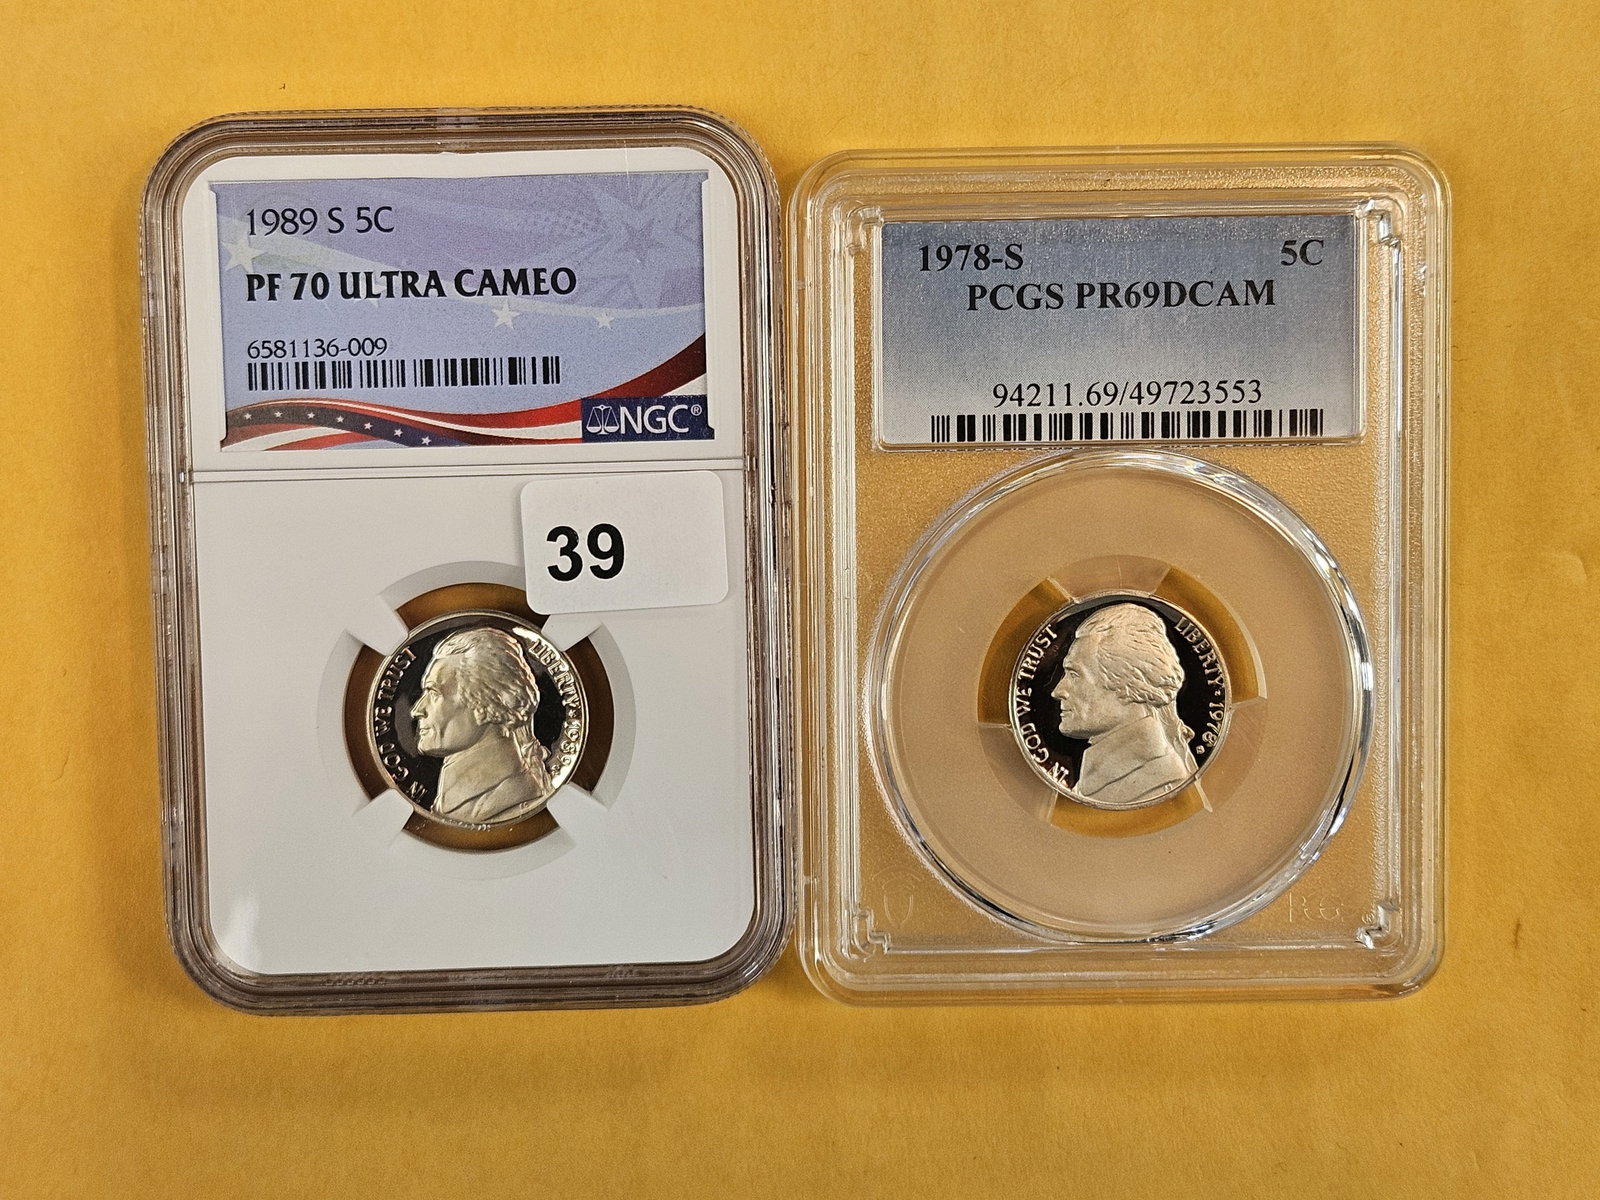 1989 S 5C
PF 70 ULTRA CAMEO
6581136-009
NGC®
39
IN GOD WE TRUST
LIBERTY 1989
1978-S 5C
PCGS PR69DCAM
94211.69/49723553
IN GOD WE TRUST
LIBERTY 1978
PCGS